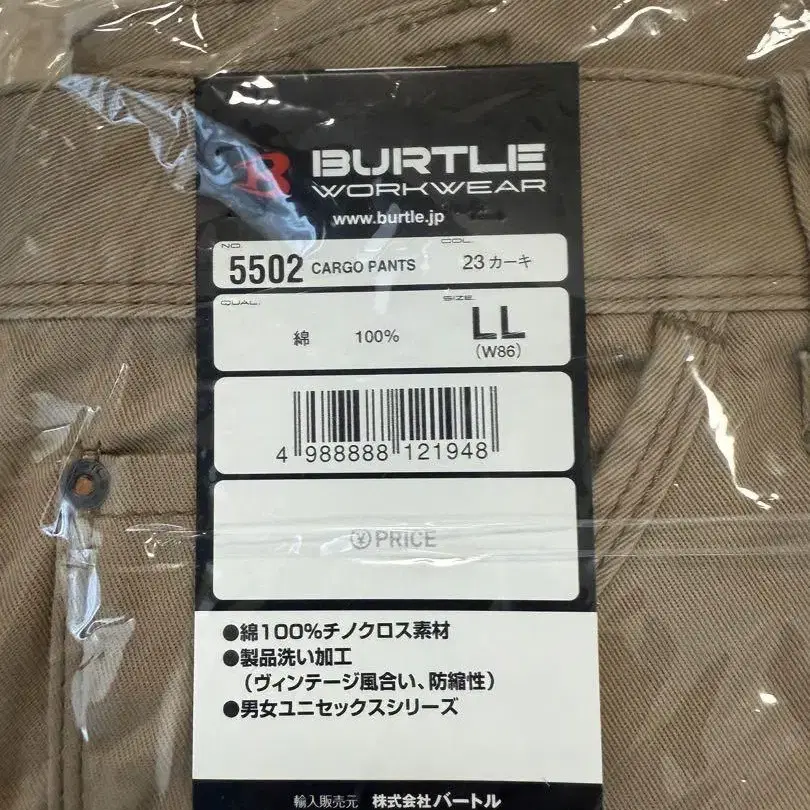 BURTLE
WORKWEAR
www.burtle.jp
NO. COL.
5502 CARGO PANTS 23 カーキ
QUAL. SIZE
綿 100% LL
(W86)
4 988888 121948
¥PRICE
●綿100%チノクロス素材
●製品洗い加工
(ヴィンテージ風合い、防縮性)
●男女ユニセックスシリーズ
輸入販売元 株式会社バートル